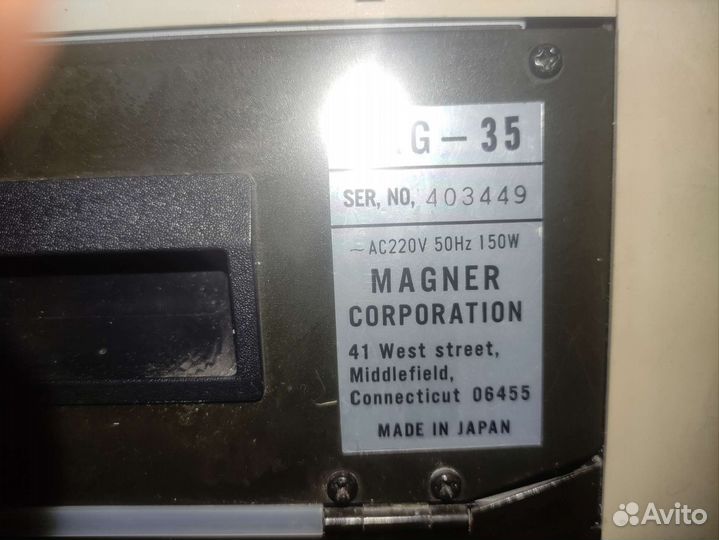 G-35
SER, NO, 403449
~AC220V 50Hz 150W
MAGNER
CORPORATION
41 West street,
Middlefield,
Connecticut 06455
MADE IN JAPAN
Avito